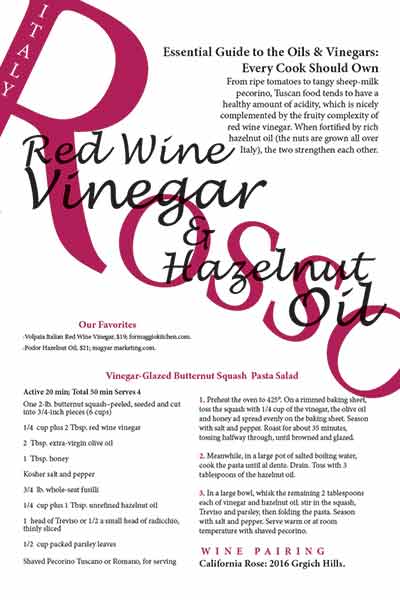 ITALY
Essential Guide to the Oils & Vinegars:
Every Cook Should Own
From ripe tomatoes to tangy sheep-milk
pecorino, Tuscan food tends to have a
healthy amount of acidity, which is nicely
complemented by the fruity complexity of
red wine vinegar. When fortified by rich
hazelnut oil (the nuts are grown all over
Italy), the two strengthen each other.
ROSSO
Red Wine
Vinegar
&
Hazelnut
Oil
Our Favorites
-Volpaia Italian Red Wine Vinegar, $19; formaggiokitchen.com.
-Fodor Hazelnut Oil, $21; magyar marketing.com.
Vinegar-Glazed Butternut Squash Pasta Salad
Active 20 min; Total 50 min Serves 4
One 2-lb. butternut squash–peeled, seeded and cut
into 3/4-inch pieces (6 cups)
1/4 cup plus 2 Tbsp. red wine vinegar
2 Tbsp. extra-virgin olive oil
1 Tbsp. honey
Kosher salt and pepper
3/4 lb. whole-seat fusilli
1/4 cup plus 1 Tbsp. unrefined hazelnut oil
1 head of Treviso or 1/2 a small head of radicchio,
thinly sliced
1/2 cup packed parsley leaves
Shaved Pecorino Tuscano or Romano, for serving
1. Preheat the oven to 425°. On a rimmed baking sheet,
toss the squash with 1/4 cup of the vinegar, the olive oil
and honey ad spread evenly on the baking sheet. Season
with salt and pepper. Roast for about 35 minutes,
tossing halfway through, until browned and glazed.
2. Meanwhile, in a large pot of salted boiling water,
cook the pasta until al dente. Drain. Toss with 3
tablespoons of the hazelnut oil.
3. In a large bowl, whisk the remaining 2 tablespoons
each of vinegar and hazelnut oil, stir in the squash,
Treviso and parsley, then folding the pasta. Season
with salt and pepper. Serve warm or at room
temperature with shaved pecorino.
WINE PAIRING
California Rose: 2016 Grgich Hills.